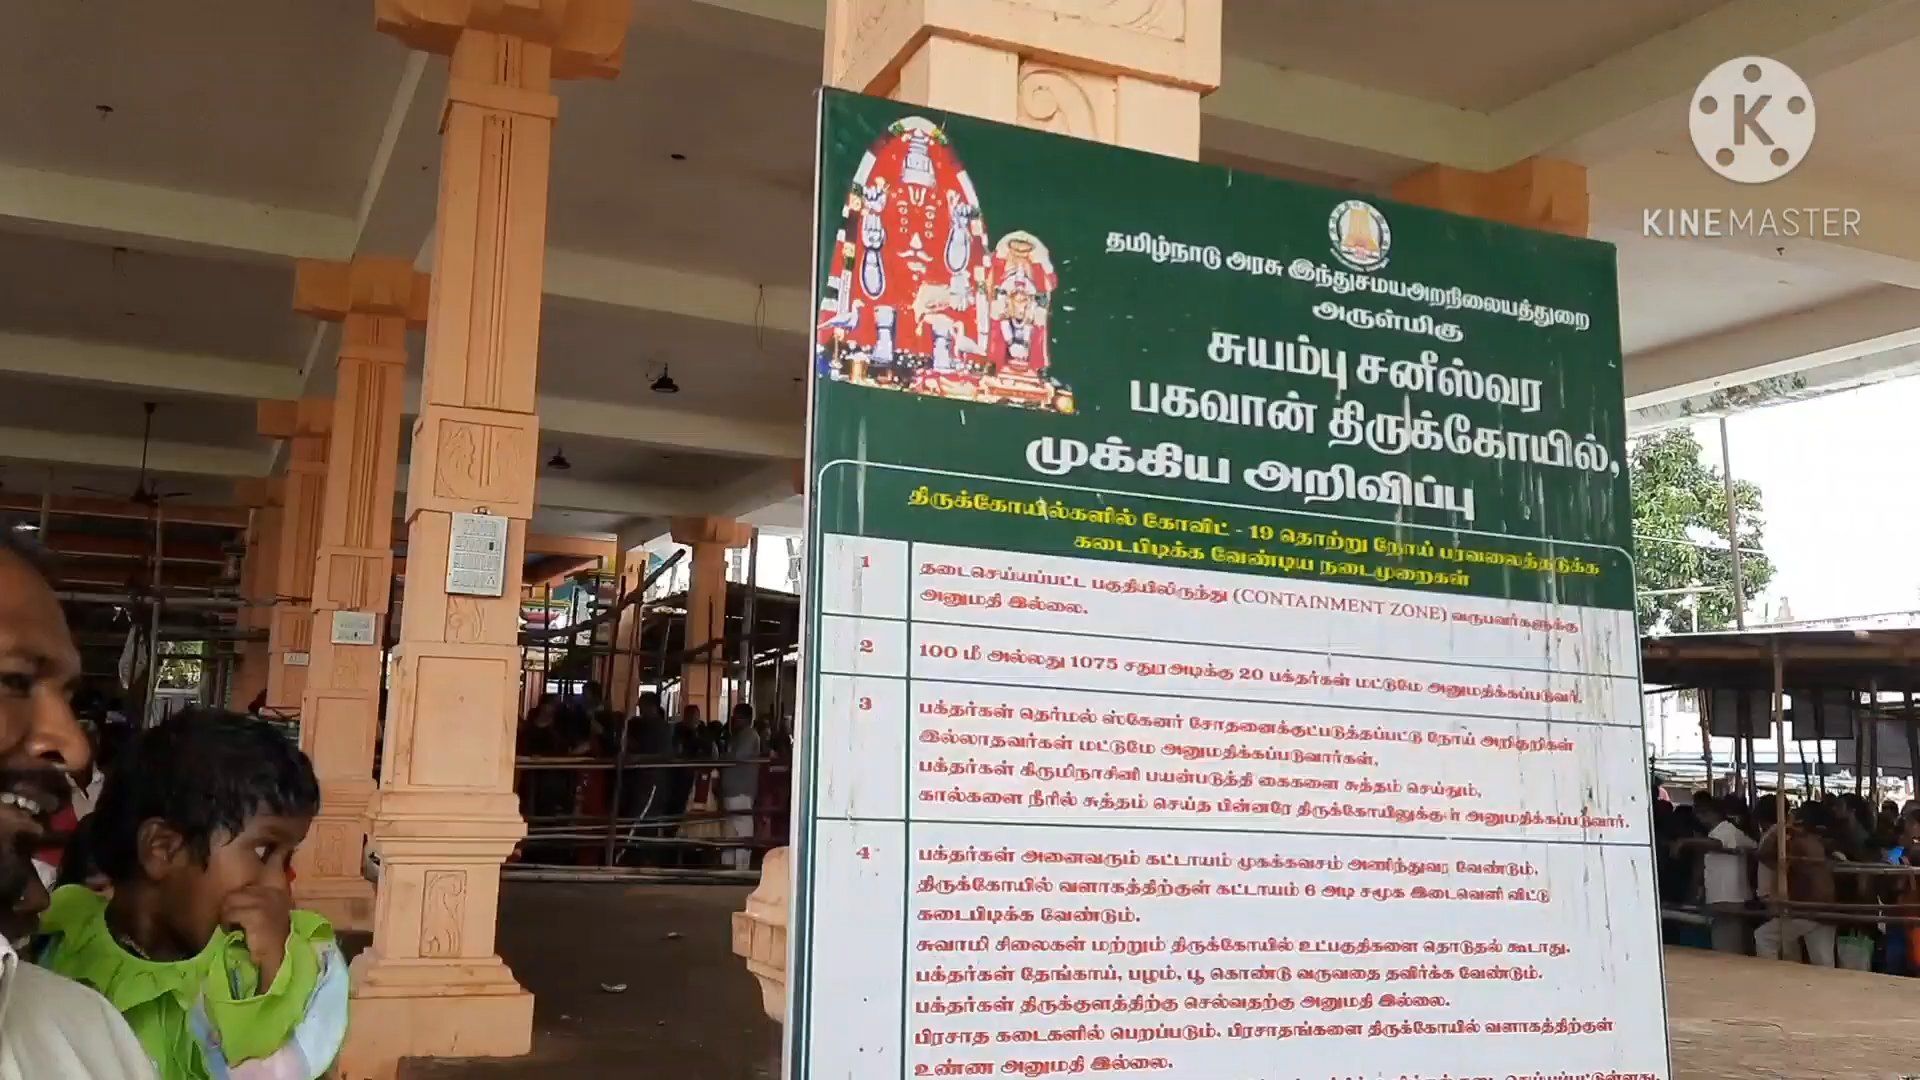 KINEMASTER
தமிழ்நாடு அரசு இந்துசமயஅறநிலையத்துறை
அருள்மிகு
சுயம்பு சனீஸ்வர
பகவான் திருக்கோயில்,
முக்கிய அறிவிப்பு
திருக்கோயில்களில் கோவிட் - 19 தொற்று நோய் பரவலைத்தடுக்க
கடைபிடிக்க வேண்டிய நடைமுறைகள்
1 தடைசெய்யப்பட்ட பகுதியிலிருந்து (CONTAINMENT ZONE) வருபவர்களுக்கு
அனுமதி இல்லை.
2 100 மீ அல்லது 1075 சதுரஅடிக்கு 20 பக்தர்கள் மட்டுமே அனுமதிக்கப்படுவர்.
3 பக்தர்கள் தெர்மல் ஸ்கேனர் சோதனைக்குட்படுத்தப்பட்டு நோய் அறிகுறிகள்
இல்லாதவர்கள் மட்டுமே அனுமதிக்கப்படுவார்கள்,
பக்தர்கள் கிருமிநாசினி பயன்படுத்தி கைகளை சுத்தம் செய்தும்,
கால்களை நீரில் சுத்தம் செய்த பின்னரே திருக்கோயிலுக்குள் அனுமதிக்கப்படுவார்.
4 பக்தர்கள் அனைவரும் கட்டாயம் முகக்கவசம் அணிந்துவர வேண்டும்.
திருக்கோயில் வளாகத்திற்குள் கட்டாயம் 6 அடி சமூக இடைவெளி விட்டு
கடைபிடிக்க வேண்டும்.
சுவாமி சிலைகள் மற்றும் திருக்கோயில் உட்பகுதிகளை தொடுதல் கூடாது.
பக்தர்கள் தேங்காய், பழம், பூ கொண்டு வருவதை தவிர்க்க வேண்டும்.
பக்தர்கள் திருக்குளத்திற்கு செல்வதற்கு அனுமதி இல்லை.
பிரசாத கடைகளில் பெறப்படும். பிரசாதங்களை திருக்கோயில் வளாகத்திற்குள்
உண்ண அனுமதி இல்லை.